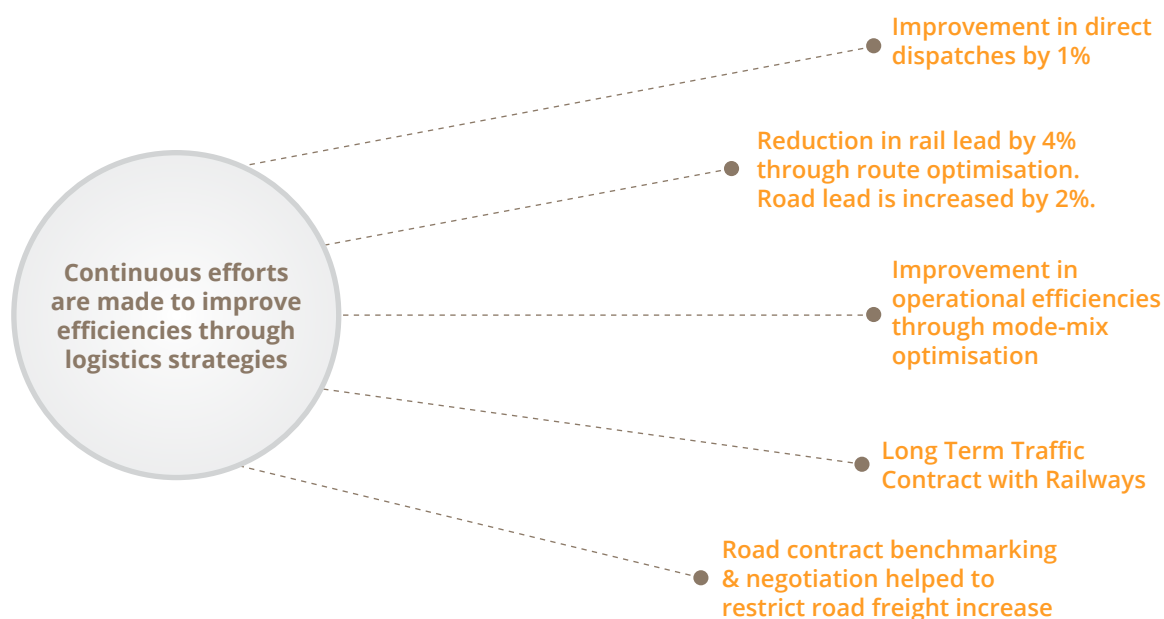 Improvement in direct
dispatches by 1%
Reduction in rail lead by 4%
through route optimisation.
Road lead is increased by 2%.
Continuous efforts
are made to improve
efficiencies through
logistics strategies
Improvement in
operational efficiencies
through mode-mix
optimisation
Long Term Traffic
Contract with Railways
Road contract benchmarking
& negotiation helped to
restrict road freight increase